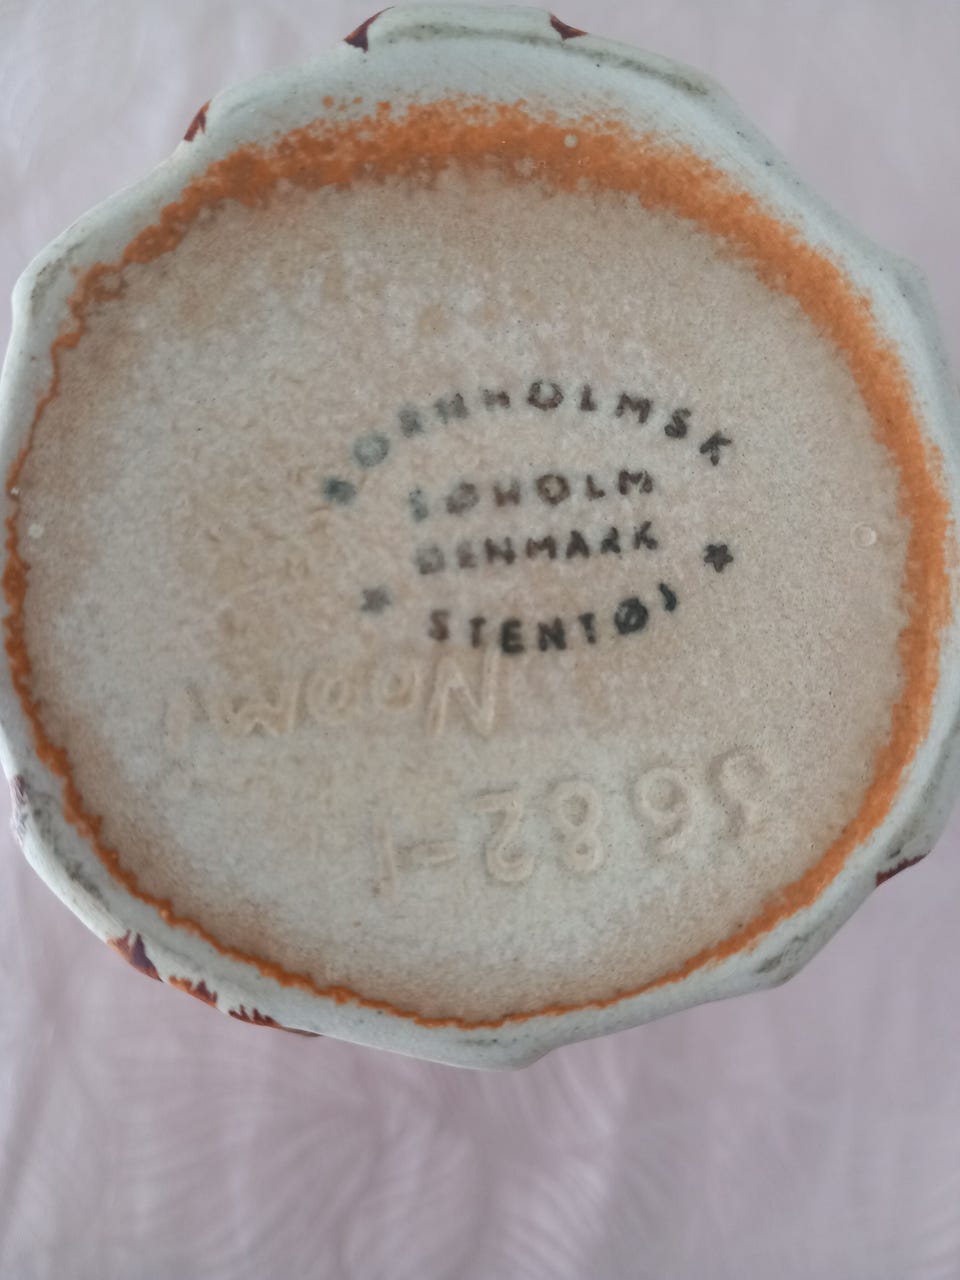 BORNHOLMSK
SØHOLM
DENMARK
★ STENTØJ ★
NOOMI
3682-1